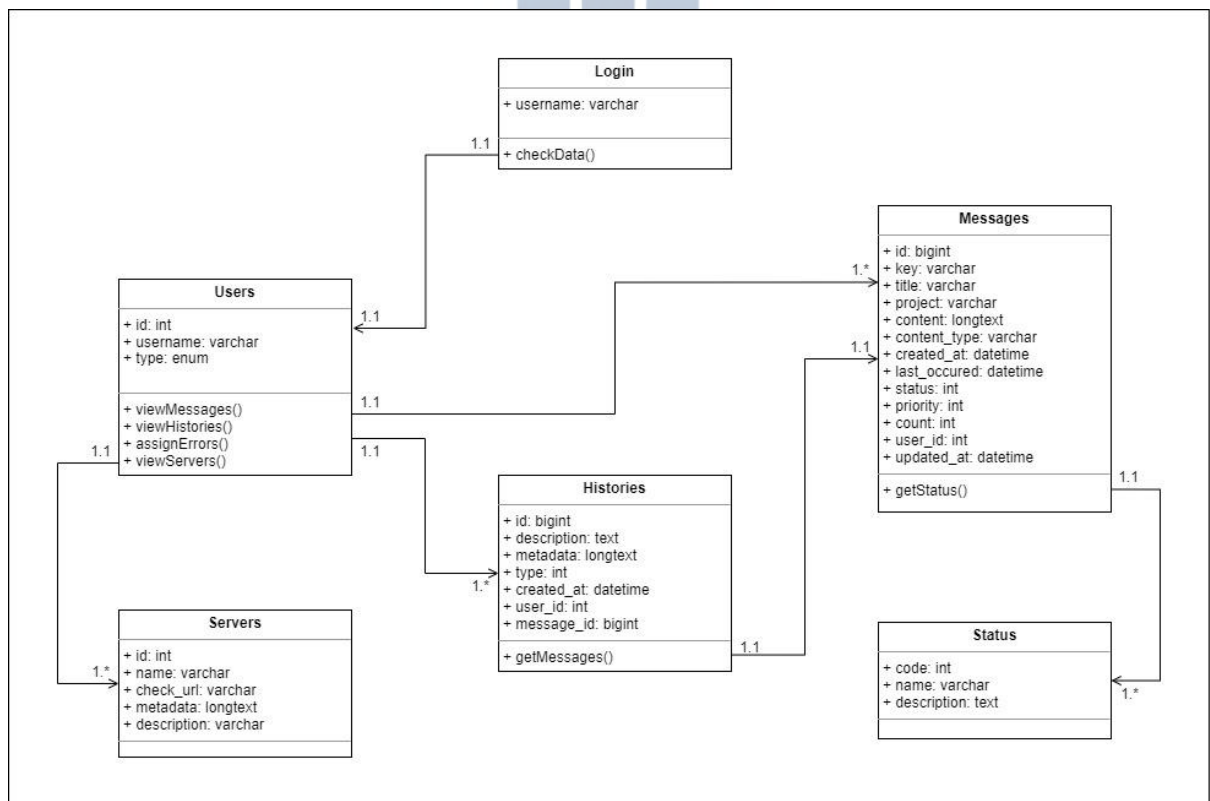 Login
+ username: varchar
+ checkData()
1.1
1.1
Users
+ id: int
+ username: varchar
+ type: enum
+ viewMessages()
+ viewHistories()
+ assignErrors()
+ viewServers()
1.1
1.1
1.1
1.*
Messages
+ id: bigint
+ key: varchar
+ title: varchar
+ project: varchar
+ content: longtext
+ content_type: varchar
+ created_at: datetime
+ last_occured: datetime
+ status: int
+ priority: int
+ count: int
+ user_id: int
+ updated_at: datetime
+ getStatus()
1.1
1.1
Histories
+ id: bigint
+ description: text
+ metadata: longtext
+ type: int
+ created_at: datetime
+ user_id: int
+ message_id: bigint
+ getMessages()
1.*
1.1
Servers
+ id: int
+ name: varchar
+ check_url: varchar
+ metadata: longtext
+ description: varchar
1.*
Status
+ code: int
+ name: varchar
+ description: text
1.*